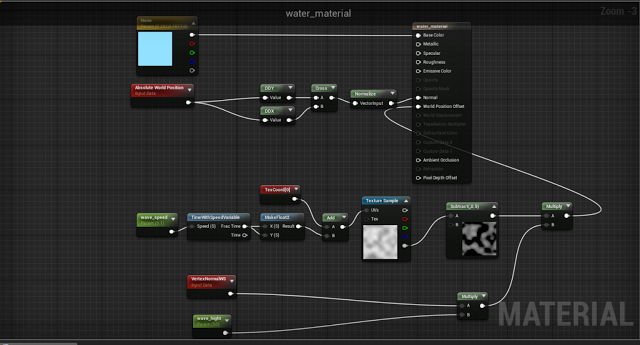 water_material
Zoom -3
water_material
Base Color
Metallic
Specular
Roughness
Emissive Color
Normal
World Position Offset
Ambient Occlusion
Pixel Depth Offset
Absolute World Position
Input Data
DDY
Value
DDX
Value
Cross
A
B
Normalize
VectorInput
TexCoord[0]
wave_speed
TimeWithSpeedVariable
Speed (S)
Frac Time
Time
MakeFloat2
X (S)
Result
Y (S)
Add
A
B
Texture Sample
UVs
Tex
Subtract(,0.5)
A
B
Multiply
A
B
VertexNormalWS
Input Data
wave_hight
Multiply
A
B
MATERIAL